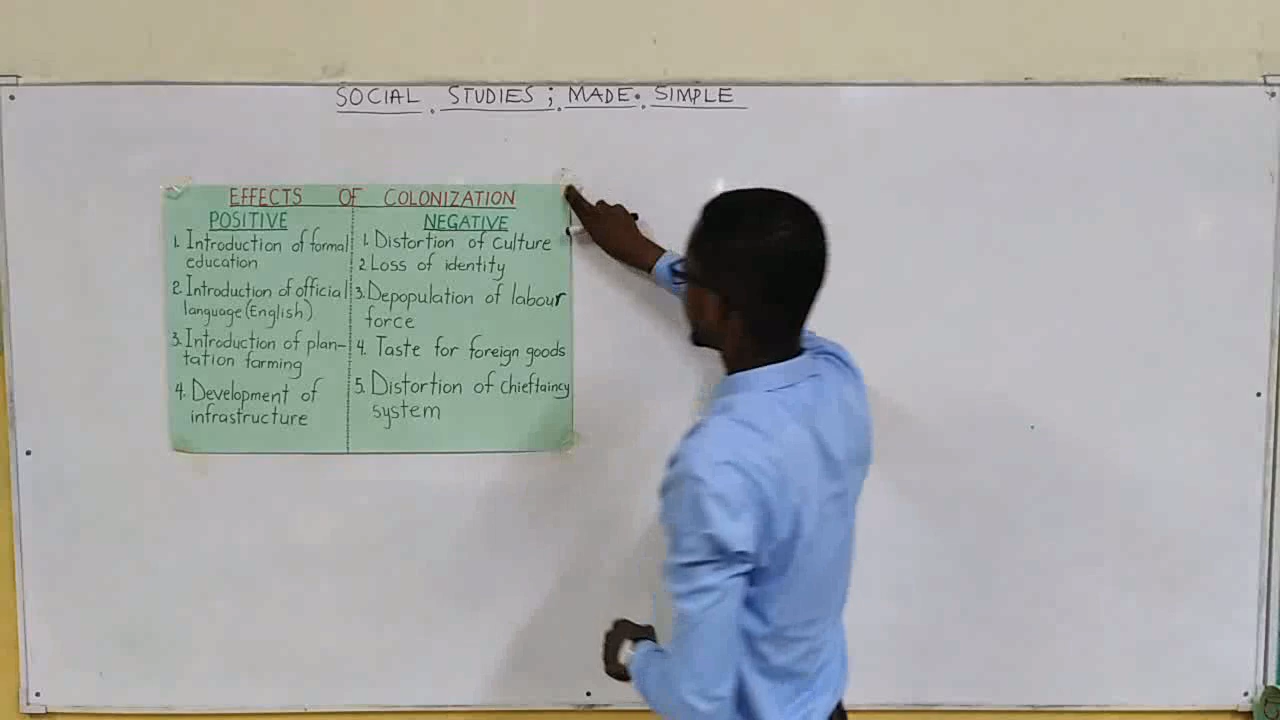 SOCIAL STUDIES; MADE SIMPLE
EFFECTS OF COLONIZATION
POSITIVE
1. Introduction of formal
education
2. Introduction of official
language (English)
3. Introduction of plan-
tation farming
4. Development of
infrastructure
NEGATIVE
1. Distortion of culture
2. Loss of identity
3. Depopulation of labour
force
4. Taste for foreign goods
5. Distortion of chieftaincy
system